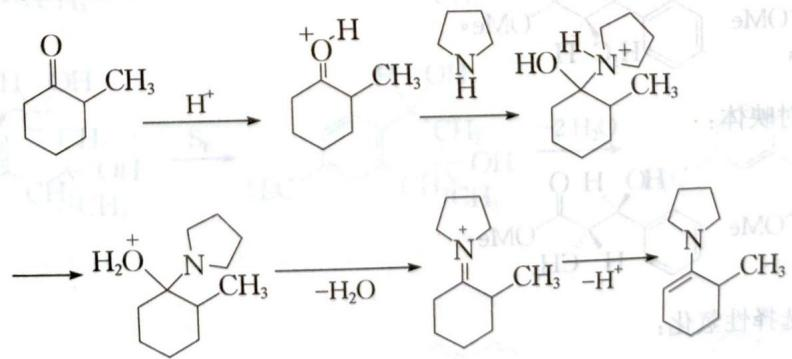 O
CH₃
H⁺
+
O H
CH₃
N
H
H
N +
HO
CH₃
+
H₂O
N
CH₃
–H₂O
+
N
CH₃
–H⁺
N
CH₃